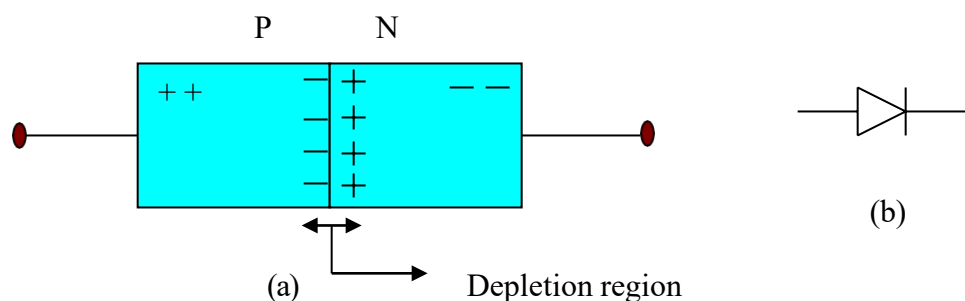 P N
++
— —
(b)
(a)
Depletion region